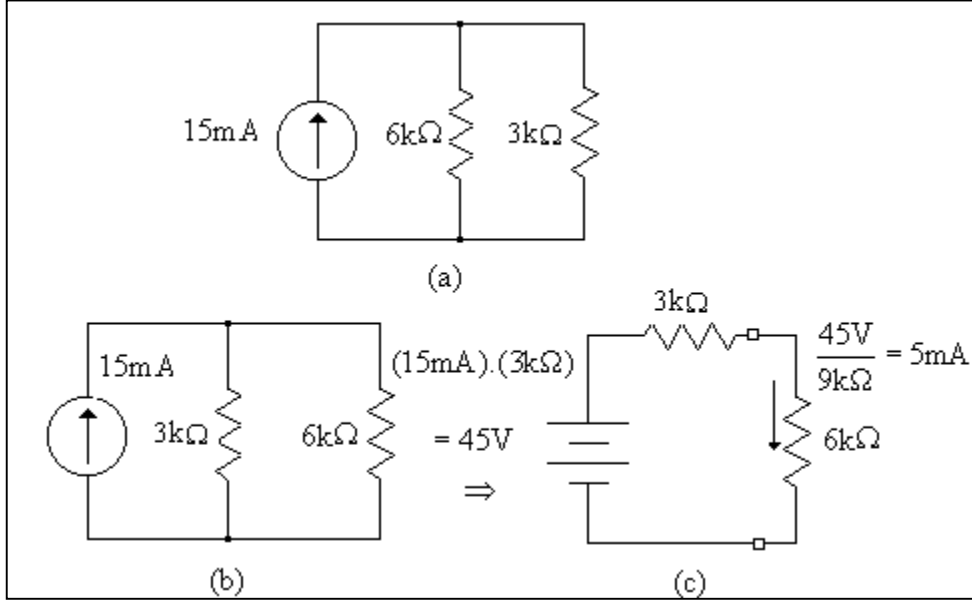 15mA
6kΩ
3kΩ
(a)
15mA
3kΩ
6kΩ
(15mA).(3kΩ)
= 45V
⇒
(b)
3kΩ
45V
9kΩ
= 5mA
6kΩ
(c)